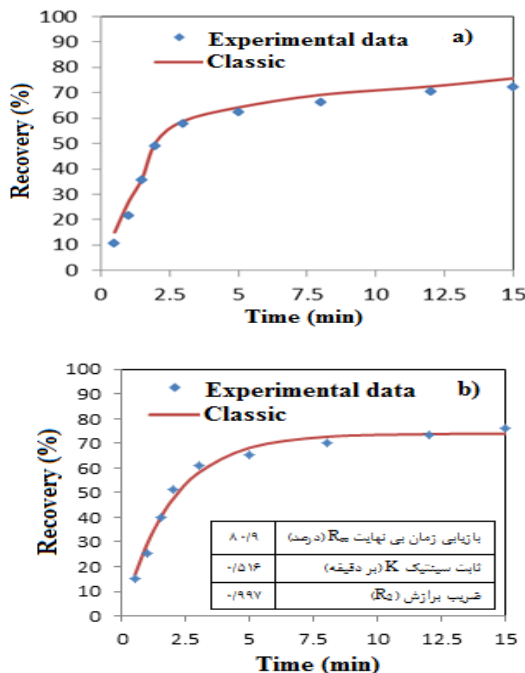 a)
Experimental data
Classic
Recovery (%)
100
90
80
70
60
50
40
30
20
10
0
0 2.5 5 7.5 10 12.5 15
Time (min)
b)
Experimental data
Classic
Recovery (%)
100
90
80
70
60
50
40
30
20
10
0
بازیابی زمان بی نهایت R∞ (درصد) ۸۰/۹
ثابت سینتیک K (بر دقیقه) ۰/۵۱۶
ضریب برازش (R₅) ۰/۹۹۷
0 2.5 5 7.5 10 12.5 15
Time (min)